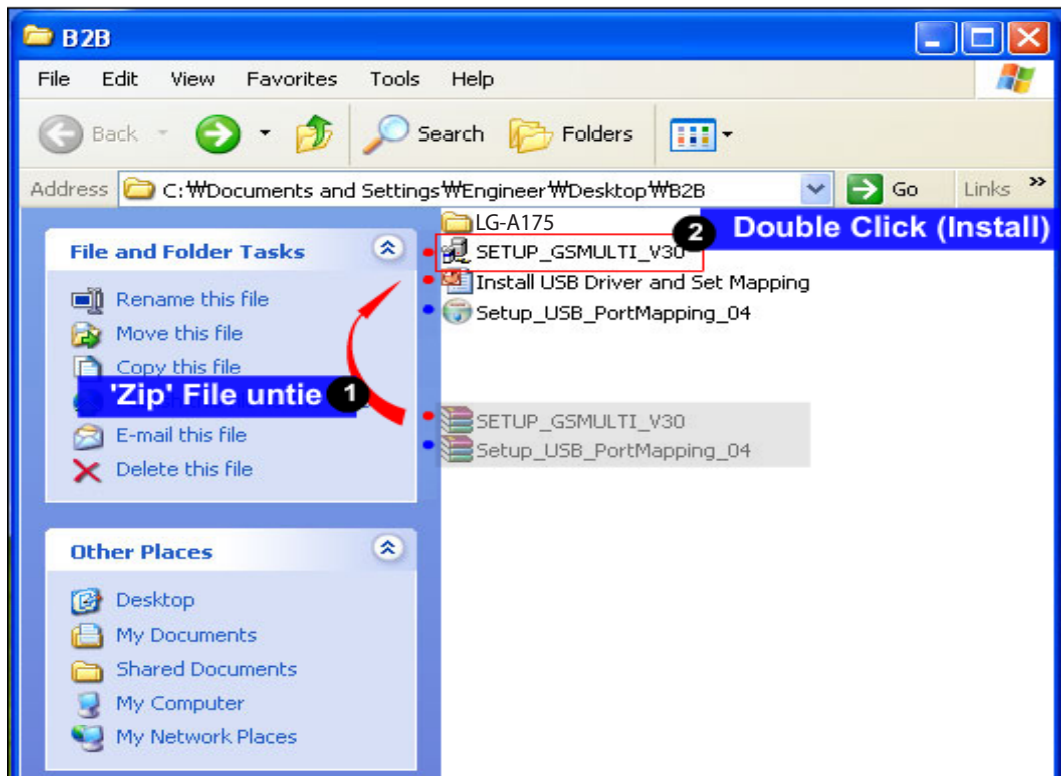 B2B
File Edit View Favorites Tools Help
Back Search Folders
Address C:₩Documents and Settings₩Engineer₩Desktop₩B2B Go Links »
File and Folder Tasks
Rename this file
Move this file
Copy this file
'Zip' File untie 1
E-mail this file
Delete this file
Other Places
Desktop
My Documents
Shared Documents
My Computer
My Network Places
LG-A175
2 Double Click (Install)
SETUP_GSMULTI_V30
Install USB Driver and Set Mapping
Setup_USB_PortMapping_04
SETUP_GSMULTI_V30
Setup_USB_PortMapping_04